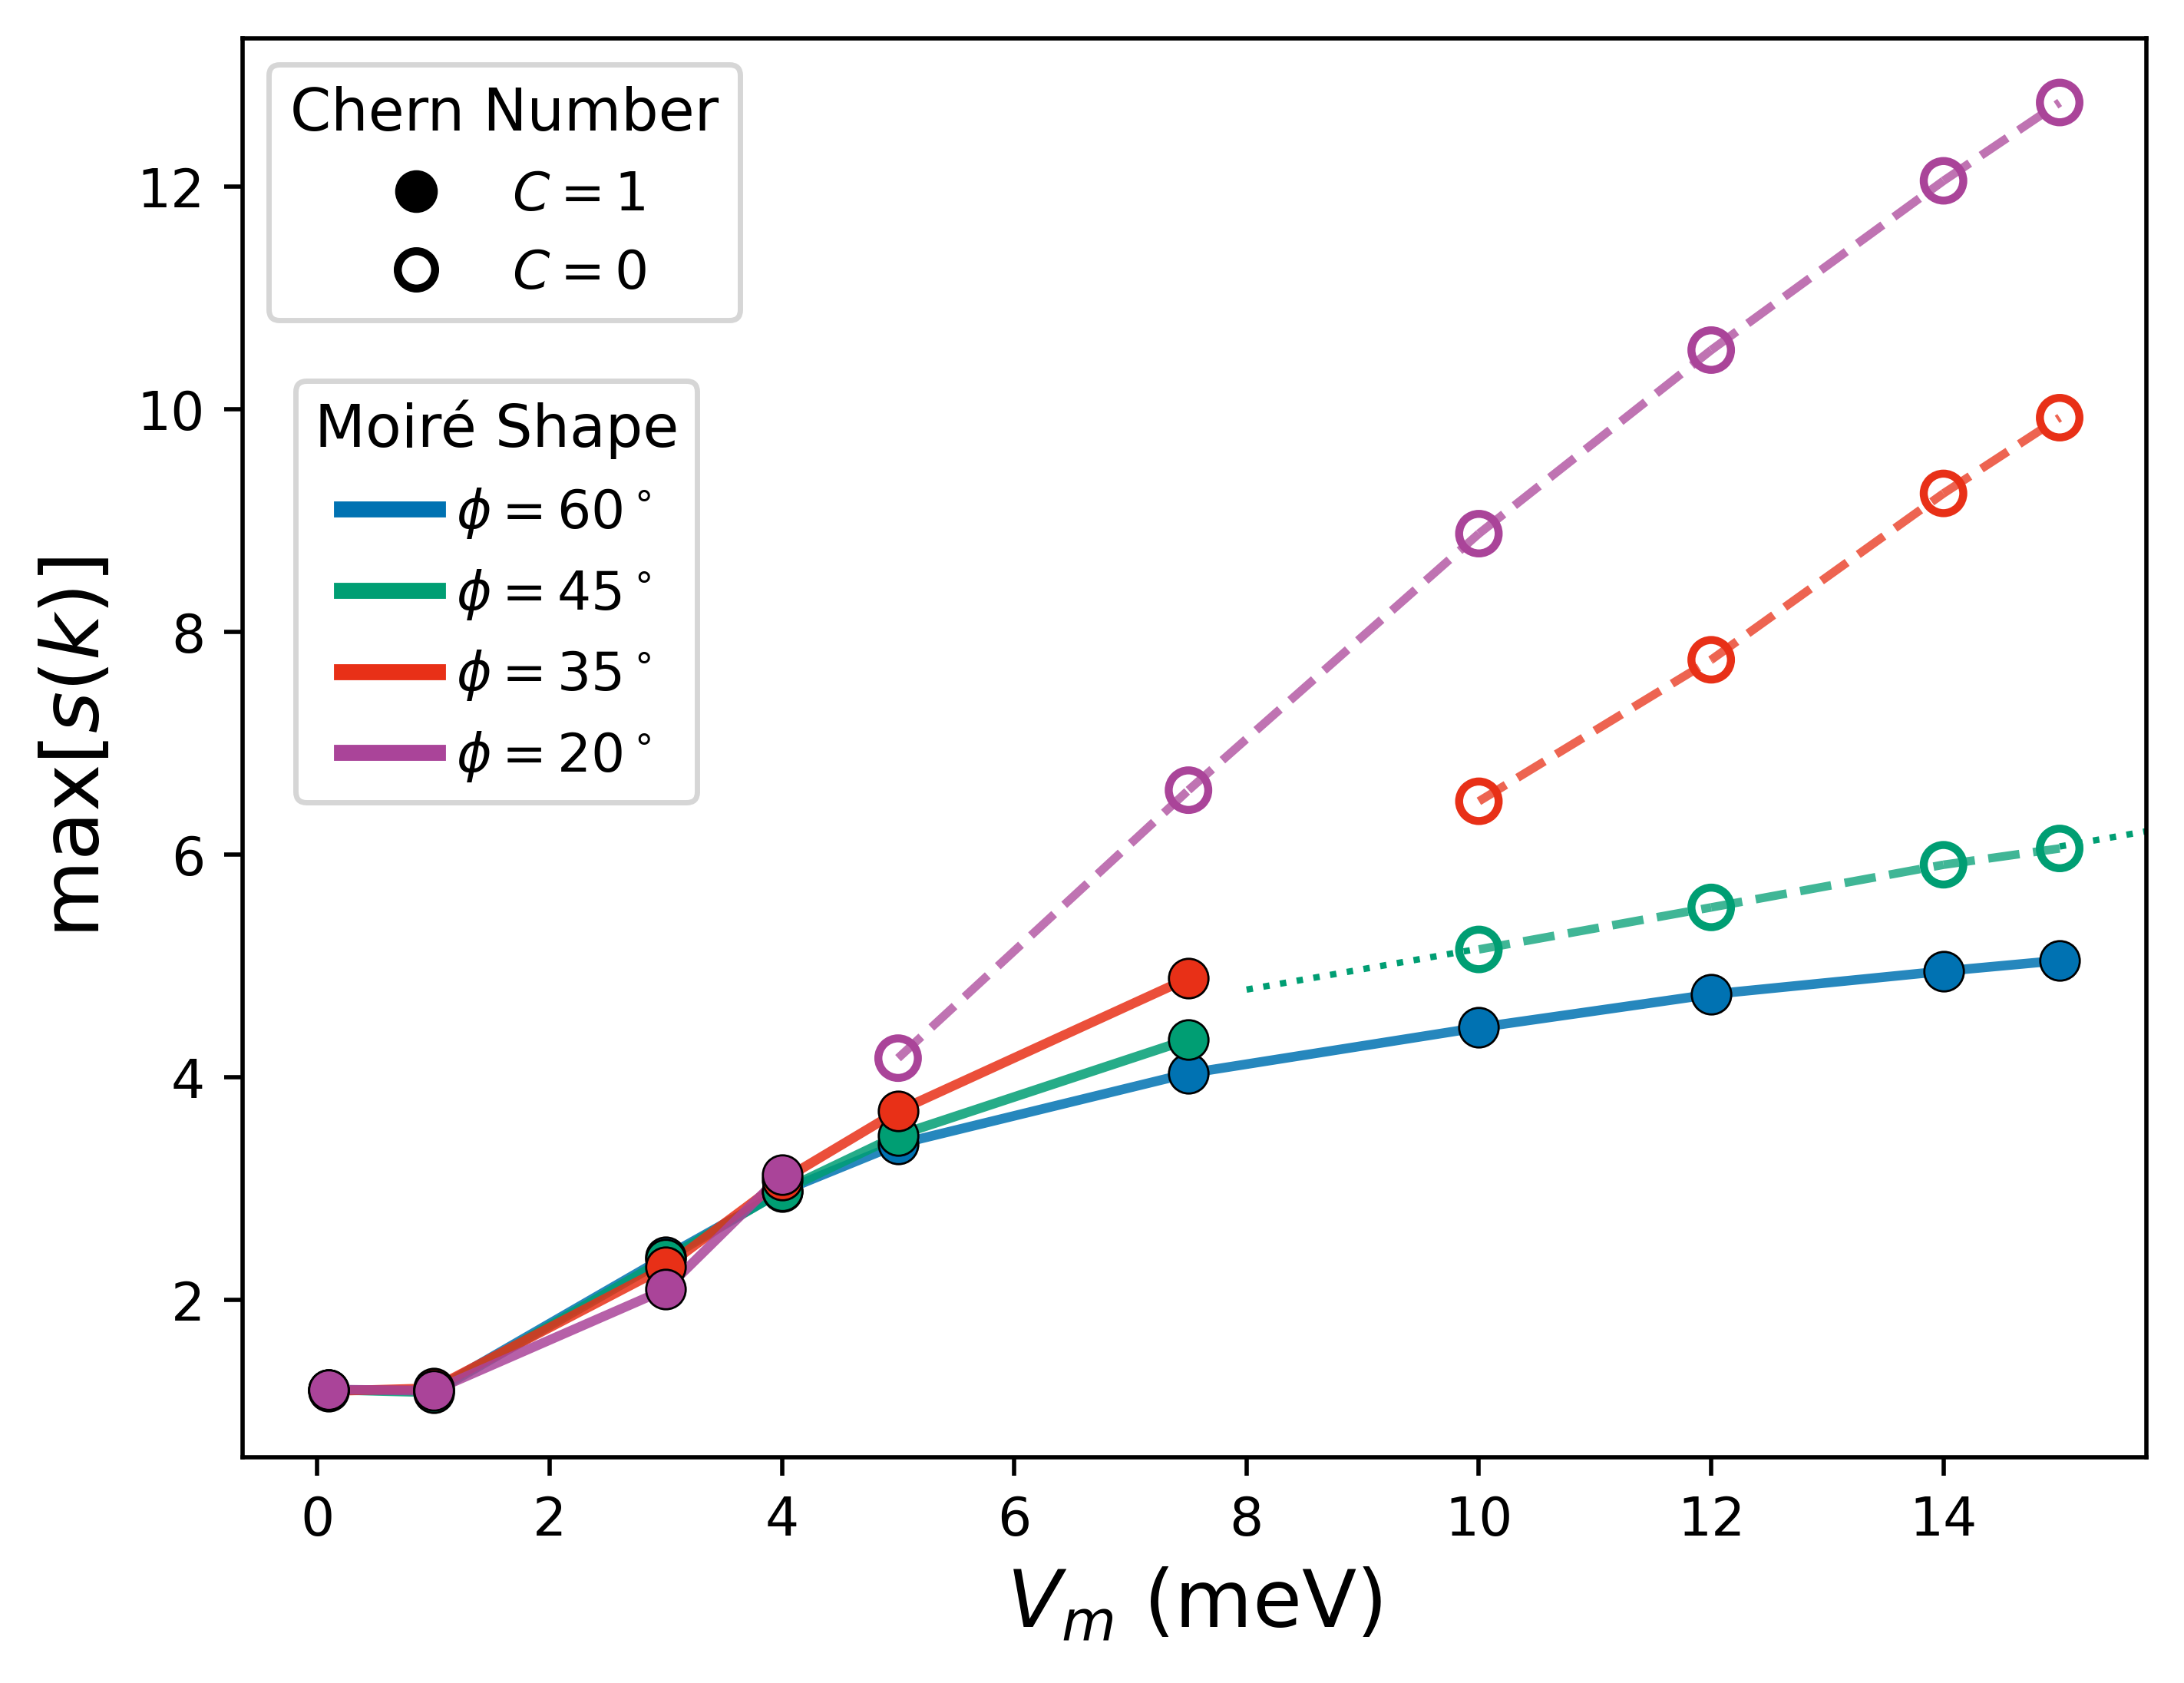 Chern Number
C = 1
C = 0
Moiré Shape
ϕ = 60°
ϕ = 45°
ϕ = 35°
ϕ = 20°
max[s(k)]
12
10
8
6
4
2
0 2 4 6 8 10 12 14
Vₘ (meV)